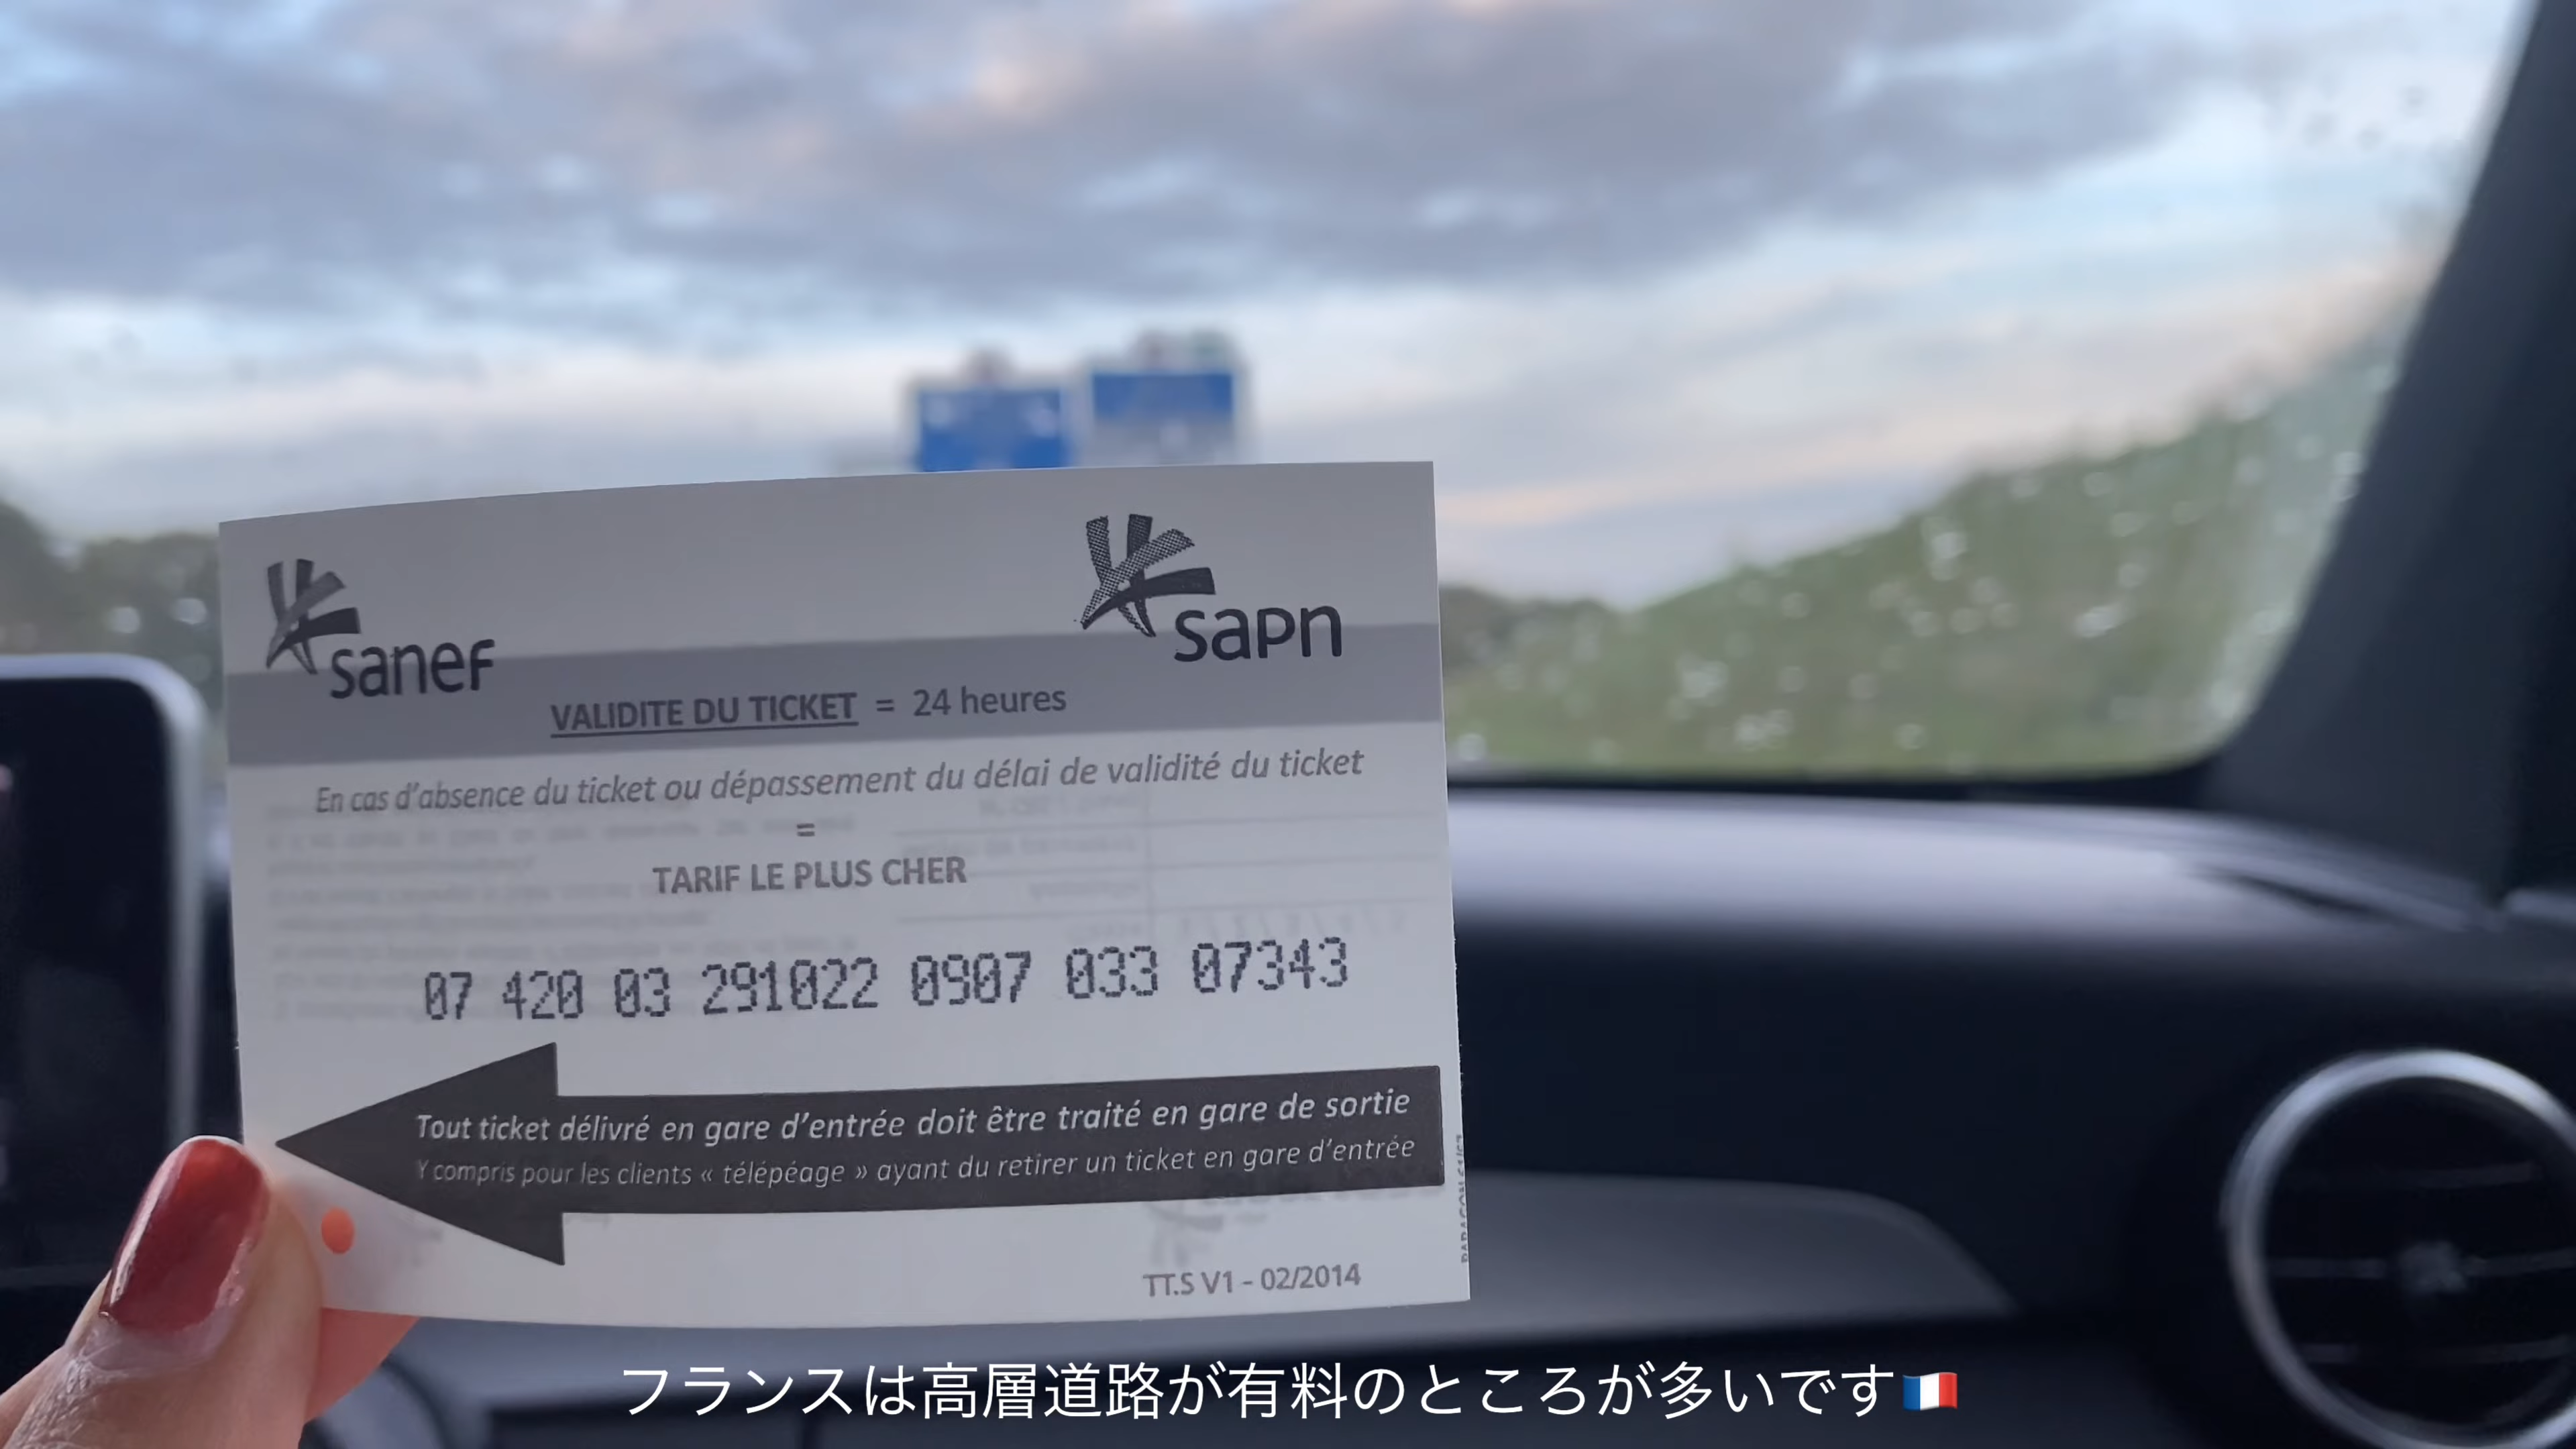 sanef
sapn
VALIDITE DU TICKET = 24 heures
En cas d'absence du ticket ou dépassement du délai de validité du ticket
=
TARIF LE PLUS CHER
07 420 03 291022 0907 033 07343
Tout ticket délivré en gare d'entrée doit être traité en gare de sortie
Y compris pour les clients « télépéage » ayant du retirer un ticket en gare d'entrée
TT.S V1 - 02/2014
フランスは高層道路が有料のところが多いです🇫🇷